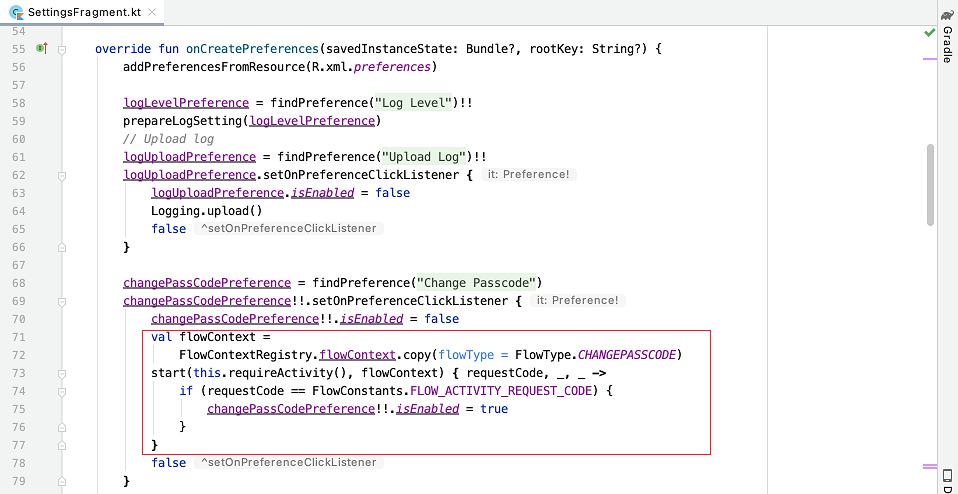 SettingsFragment.kt
Gradle
54
55 override fun onCreatePreferences(savedInstanceState: Bundle?, rootKey: String?) {
56 addPreferencesFromResource(R.xml.preferences)
57
58 logLevelPreference = findPreference("Log Level")!!
59 prepareLogSetting(logLevelPreference)
60 // Upload log
61 logUploadPreference = findPreference("Upload Log")!!
62 logUploadPreference.setOnPreferenceClickListener { it: Preference!
63 logUploadPreference.isEnabled = false
64 Logging.upload()
65 false ^setOnPreferenceClickListener
66 }
67
68 changePassCodePreference = findPreference("Change Passcode")
69 changePassCodePreference!!.setOnPreferenceClickListener { it: Preference!
70 changePassCodePreference!!.isEnabled = false
71 val flowContext =
72 FlowContextRegistry.flowContext.copy(flowType = FlowType.CHANGEPASSCODE)
73 start(this.requireActivity(), flowContext) { requestCode, _, _ ->
74 if (requestCode == FlowConstants.FLOW_ACTIVITY_REQUEST_CODE) {
75 changePassCodePreference!!.isEnabled = true
76 }
77 }
78 false ^setOnPreferenceClickListener
79 }
D